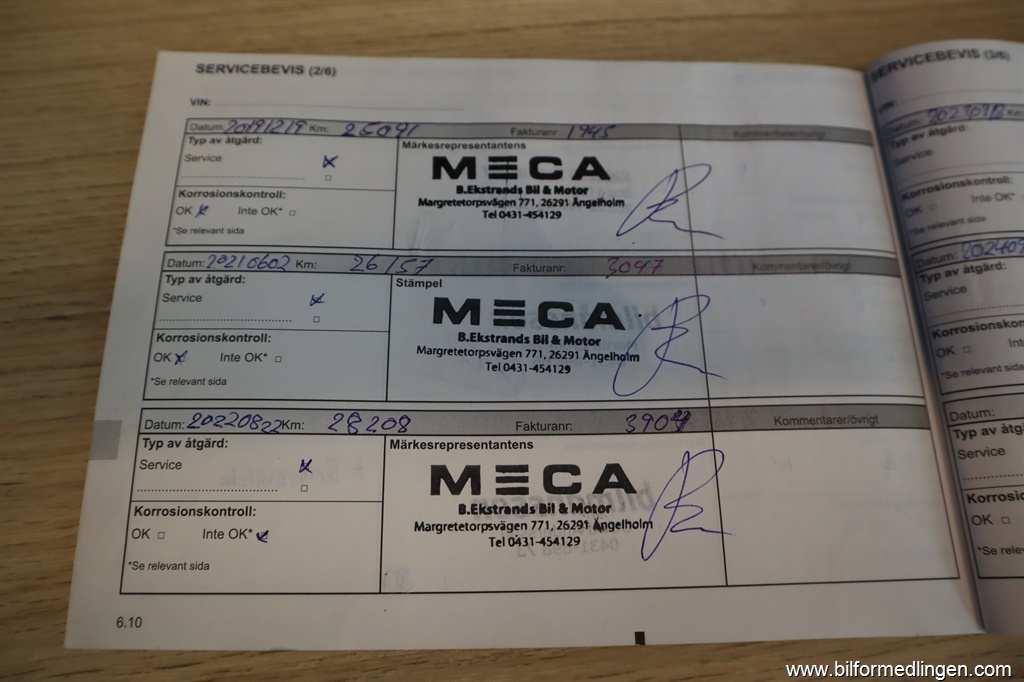 SERVICEBEVIS (2/6)
VIN:
Datum: 20191219 Km: 25091 Fakturanr: 1945 Kommentarer/övrigt
Typ av åtgärd: Märkesrepresentantens
Service
MECA
B.Ekstrands Bil & Motor
Margretetorpsvägen 771, 26291 Ängelholm
Tel 0431-454129
Korrosionskontroll:
OK Inte OK*
*Se relevant sida
Datum: 20210602 Km: 26157 Fakturanr: 3047 Kommentarer/övrigt
Typ av åtgärd: Stämpel
Service
MECA
B.Ekstrands Bil & Motor
Margretetorpsvägen 771, 26291 Ängelholm
Tel 0431-454129
Korrosionskontroll:
OK Inte OK*
*Se relevant sida
Datum: 20220822 Km: 28208 Fakturanr: Kommentarer/övrigt
Typ av åtgärd: Märkesrepresentantens
Service
MECA
B.Ekstrands Bil & Motor
Margretetorpsvägen 771, 26291 Ängelholm
Tel 0431-454129
Korrosionskontroll:
OK Inte OK*
*Se relevant sida
6.10
SERVICEBEVIS (3/6)
VIN:
Datum:
Typ av åtgärd:
Service
Korrosionskontroll:
OK Inte OK*
*Se relevant sida
Datum:
Typ av åtgärd:
Service
Korrosionskon
OK Int
*Se relevant sida
Datum:
Typ av åtg
Service
Korrosio
OK
*Se relev
www.bilformedlingen.com